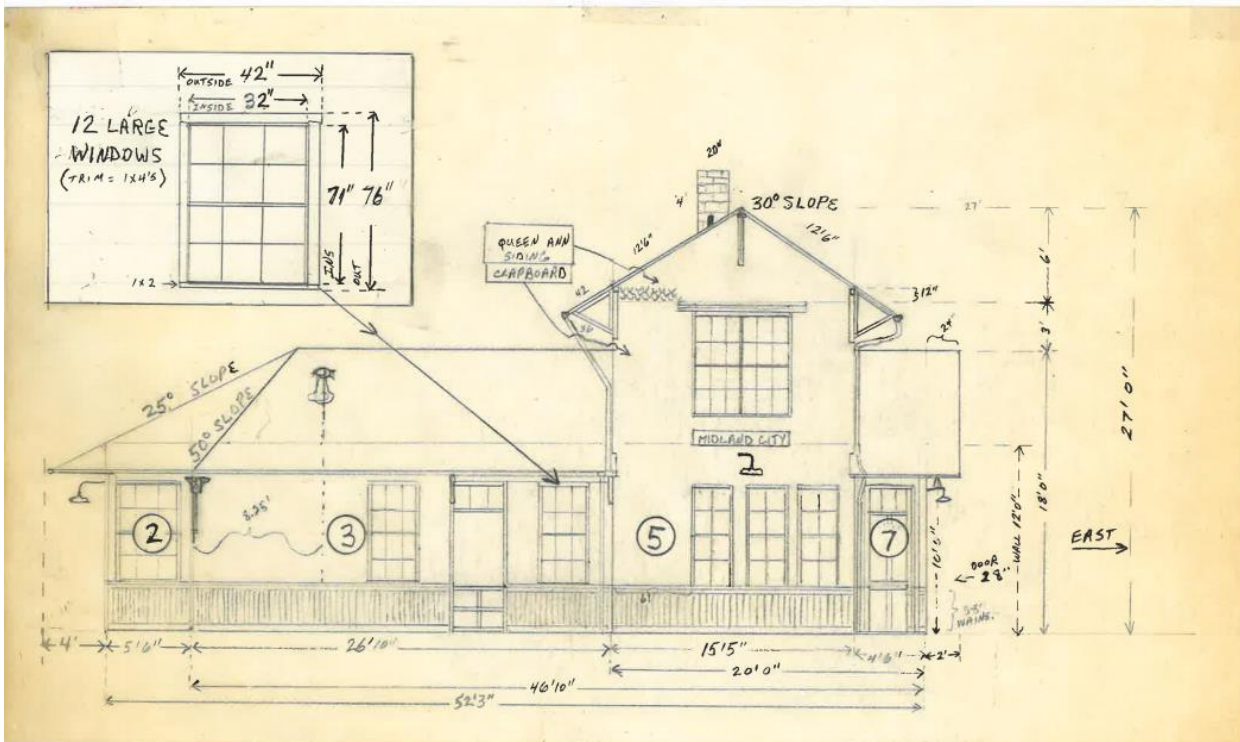 OUTSIDE 42"
INSIDE 32"
12 LARGE
WINDOWS
(TRIM = 1X4'S)
71" 76"
INS
OUT
1X2
20"
4'
30° SLOPE
27'
12'6"
12'6"
QUEEN ANN
SIDING
CLAPBOARD
42
36
6'
12"
3'
24"
25° SLOPE
50° SLOPE
27' 0"
MIDLAND CITY
8.25'
2
3
5
7
WALL 12'0"
18'0"
EAST
DOOR
28"
WAINS.
4'
5'6"
26'10"
15'5"
4'6"
2'
20'0"
46'10"
52'3"